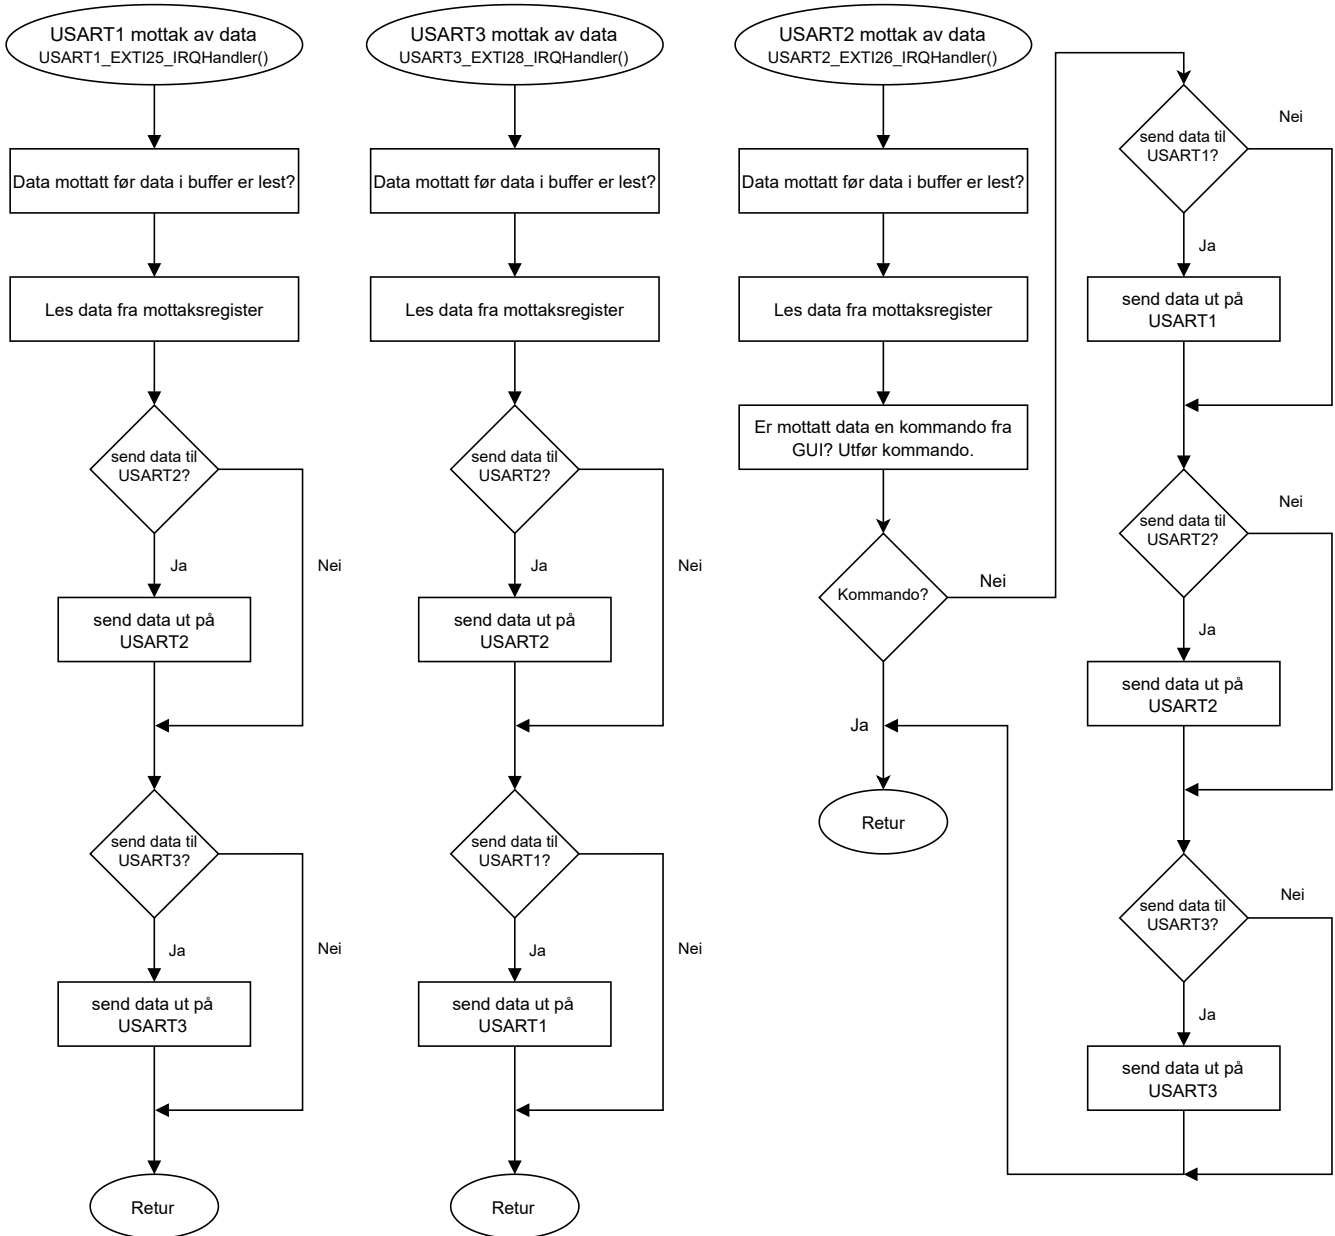 USART1 mottak av data
USART1_EXTI25_IRQHandler()
Data mottatt før data i buffer er lest?
Les data fra mottaksregister
send data til
USART2?
Ja
Nei
send data ut på
USART2
send data til
USART3?
Ja
Nei
send data ut på
USART3
Retur
USART3 mottak av data
USART3_EXTI28_IRQHandler()
Data mottatt før data i buffer er lest?
Les data fra mottaksregister
send data til
USART2?
Ja
Nei
send data ut på
USART2
send data til
USART1?
Ja
Nei
send data ut på
USART1
Retur
USART2 mottak av data
USART2_EXTI26_IRQHandler()
Data mottatt før data i buffer er lest?
Les data fra mottaksregister
Er mottatt data en kommando fra
GUI? Utfør kommando.
Kommando?
Nei
Ja
Retur
send data til
USART1?
Nei
Ja
send data ut på
USART1
send data til
USART2?
Nei
Ja
send data ut på
USART2
send data til
USART3?
Nei
Ja
send data ut på
USART3